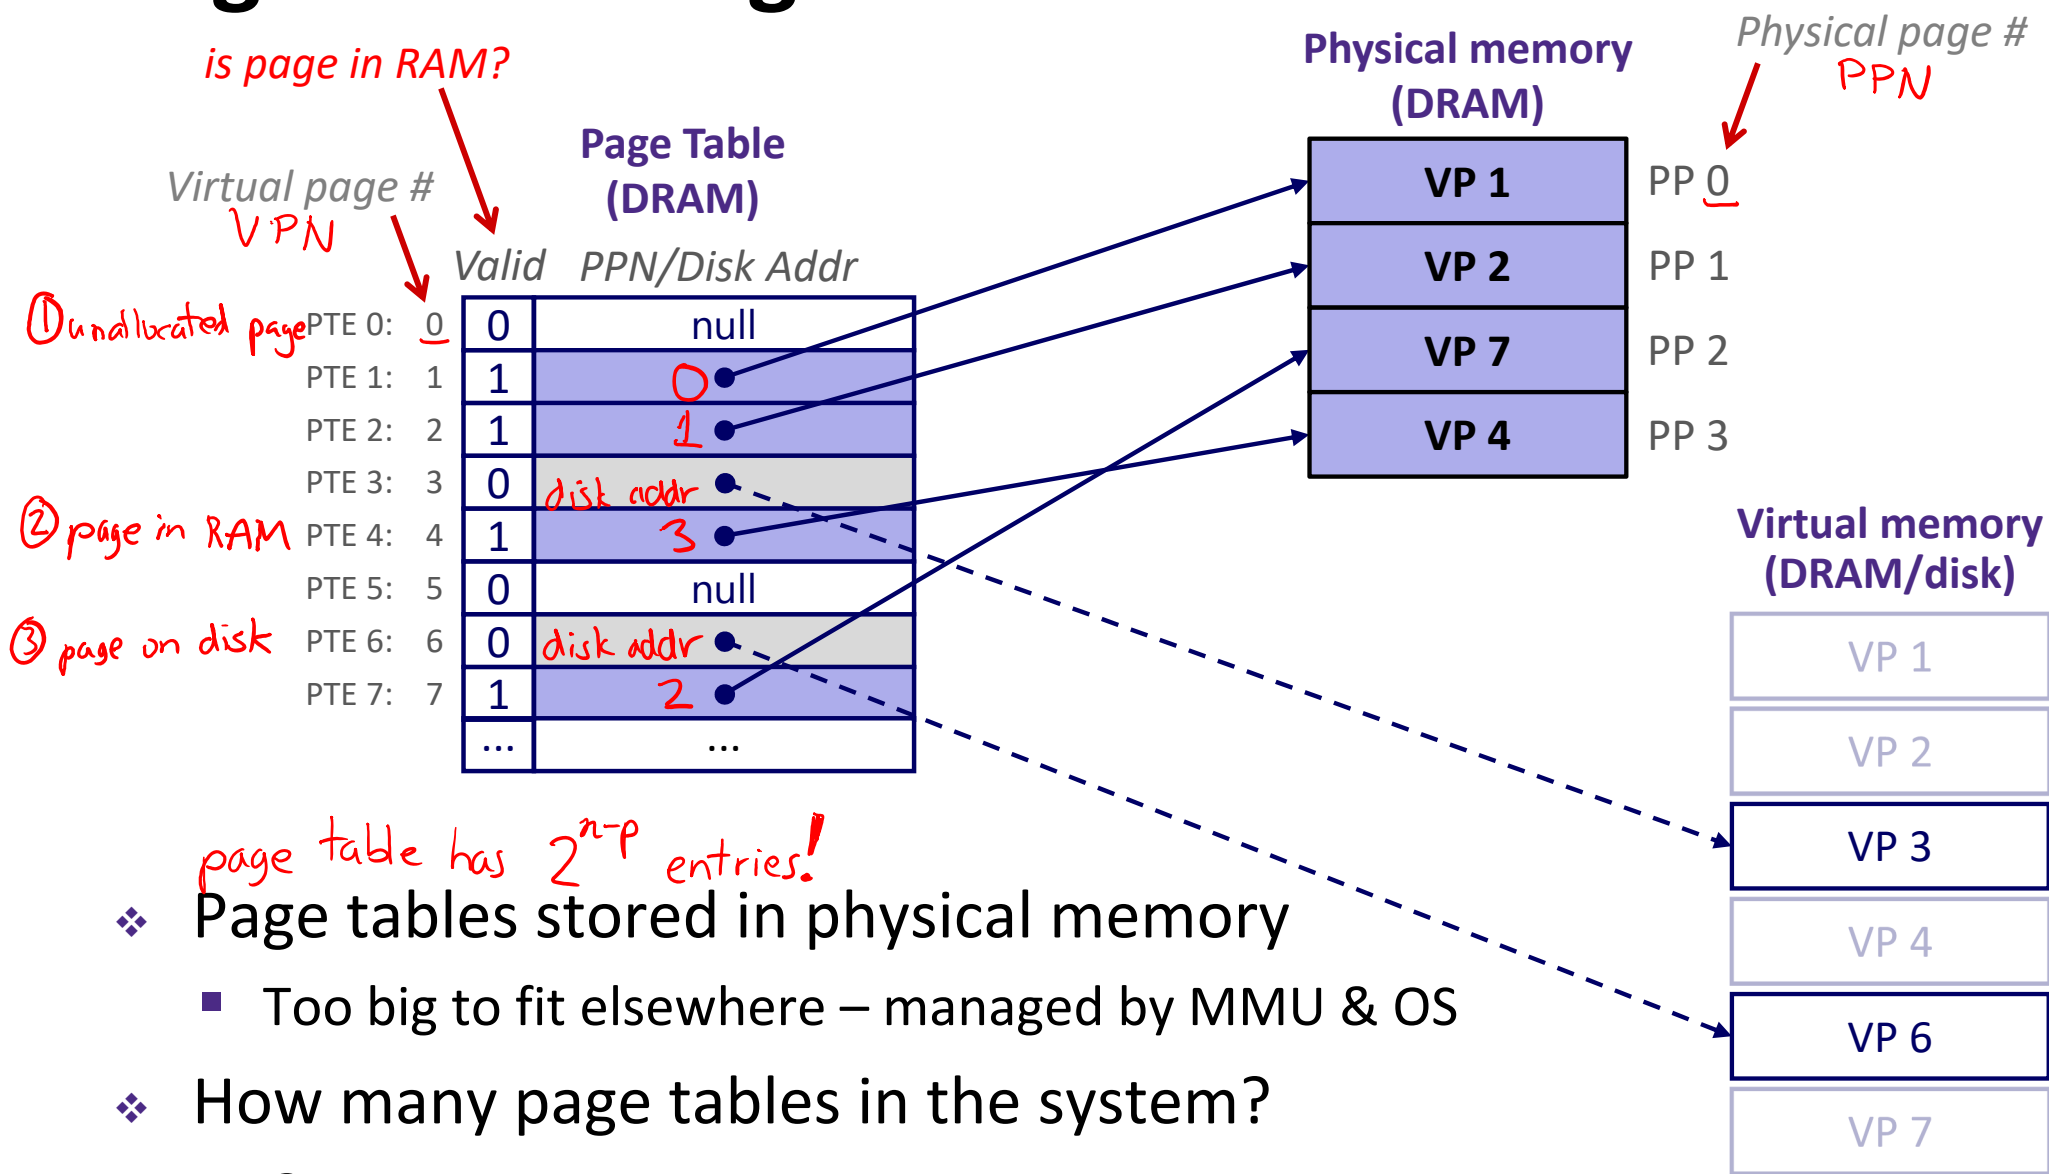 is page in RAM?
Virtual page #
VPN
Page Table
(DRAM)
Valid PPN/Disk Addr
① unallocated page PTE 0: 0 0 null
PTE 1: 1 1 0
PTE 2: 2 1 1
PTE 3: 3 0 disk addr
② page in RAM PTE 4: 4 1 3
PTE 5: 5 0 null
③ page on disk PTE 6: 6 0 disk addr
PTE 7: 7 1 2
... ...
Physical memory
(DRAM)
Physical page #
PPN
VP 1 PP 0
VP 2 PP 1
VP 7 PP 2
VP 4 PP 3
Virtual memory
(DRAM/disk)
VP 1
VP 2
VP 3
VP 4
VP 6
VP 7
page table has 2^n-p entries!
❖ Page tables stored in physical memory
▪ Too big to fit elsewhere – managed by MMU & OS
❖ How many page tables in the system?